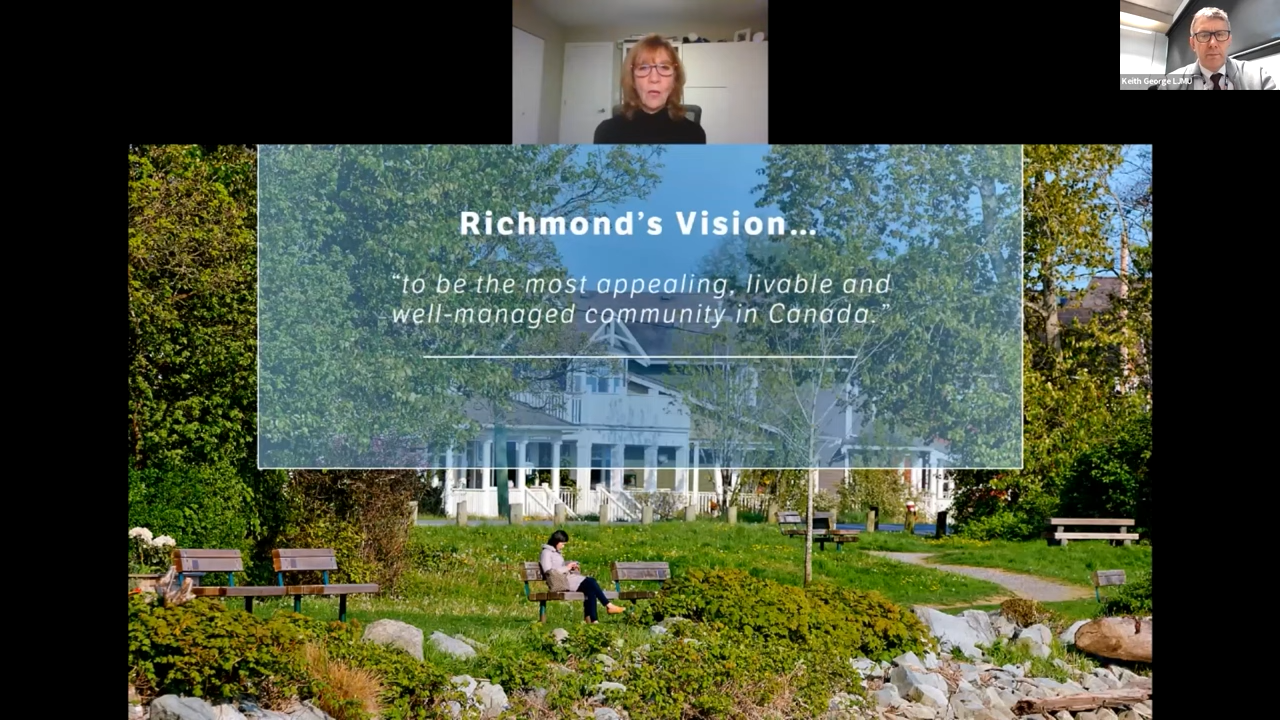 Keith George LJMU
Richmond's Vision...
"to be the most appealing, livable and
well-managed community in Canada."